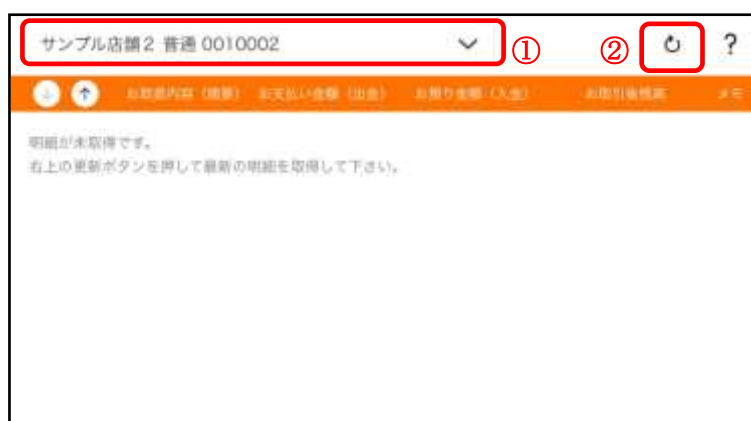 サンプル店舗2 普通 0010002
①
②
?
お取扱内容（摘要） お支払い金額（出金） お預り金額（入金） お取引後残高 メモ
明細が未取得です。
右上の更新ボタンを押して最新の明細を取得して下さい。